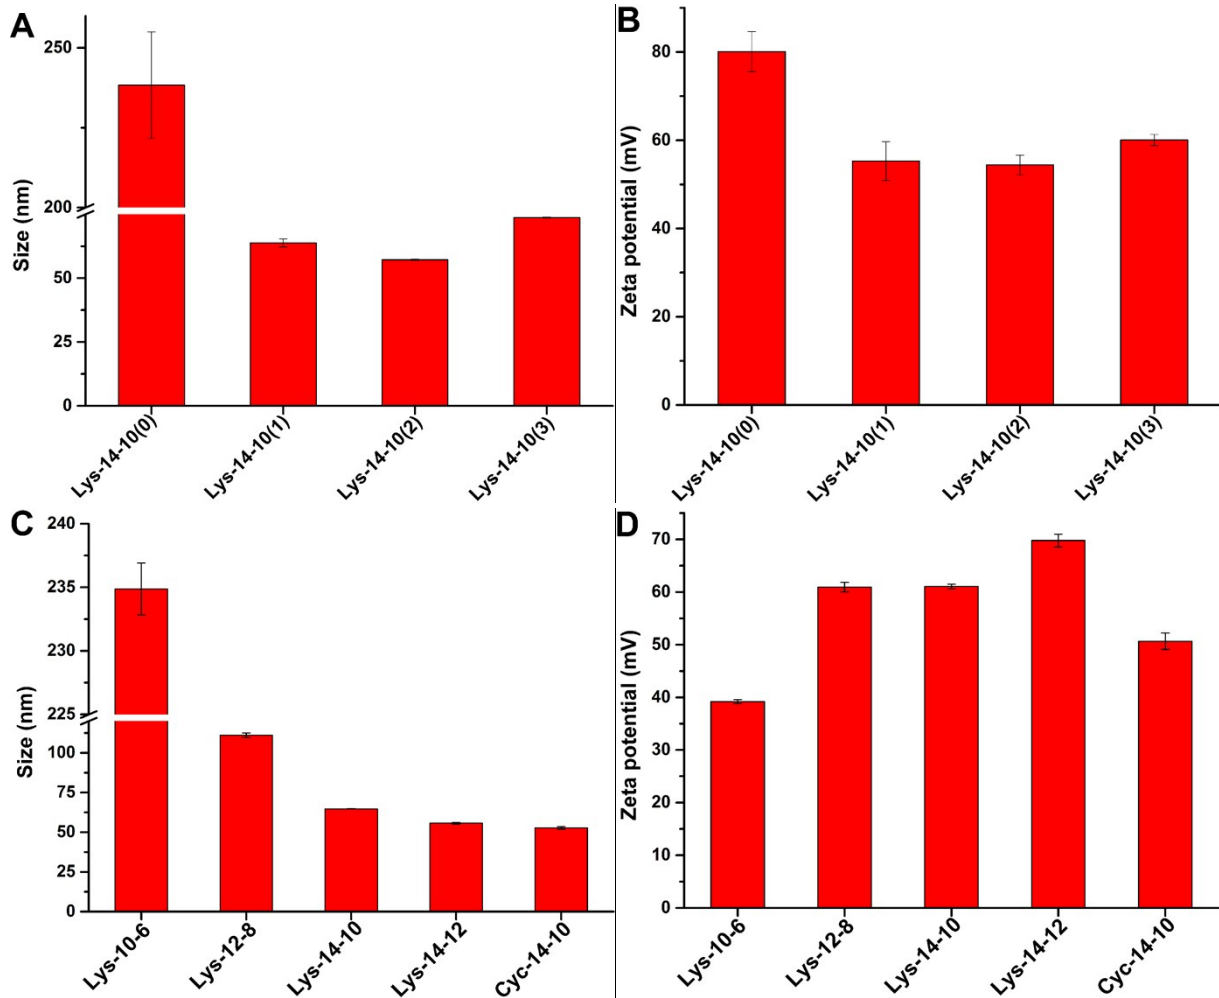 A
Size (nm)
250
200
50
25
0
Lys-14-10(0)
Lys-14-10(1)
Lys-14-10(2)
Lys-14-10(3)
B
Zeta potential (mV)
80
60
40
20
0
Lys-14-10(0)
Lys-14-10(1)
Lys-14-10(2)
Lys-14-10(3)
C
Size (nm)
240
235
230
225
100
75
50
25
0
Lys-10-6
Lys-12-8
Lys-14-10
Lys-14-12
Cyc-14-10
D
Zeta potential (mV)
70
60
50
40
30
20
10
0
Lys-10-6
Lys-12-8
Lys-14-10
Lys-14-12
Cyc-14-10